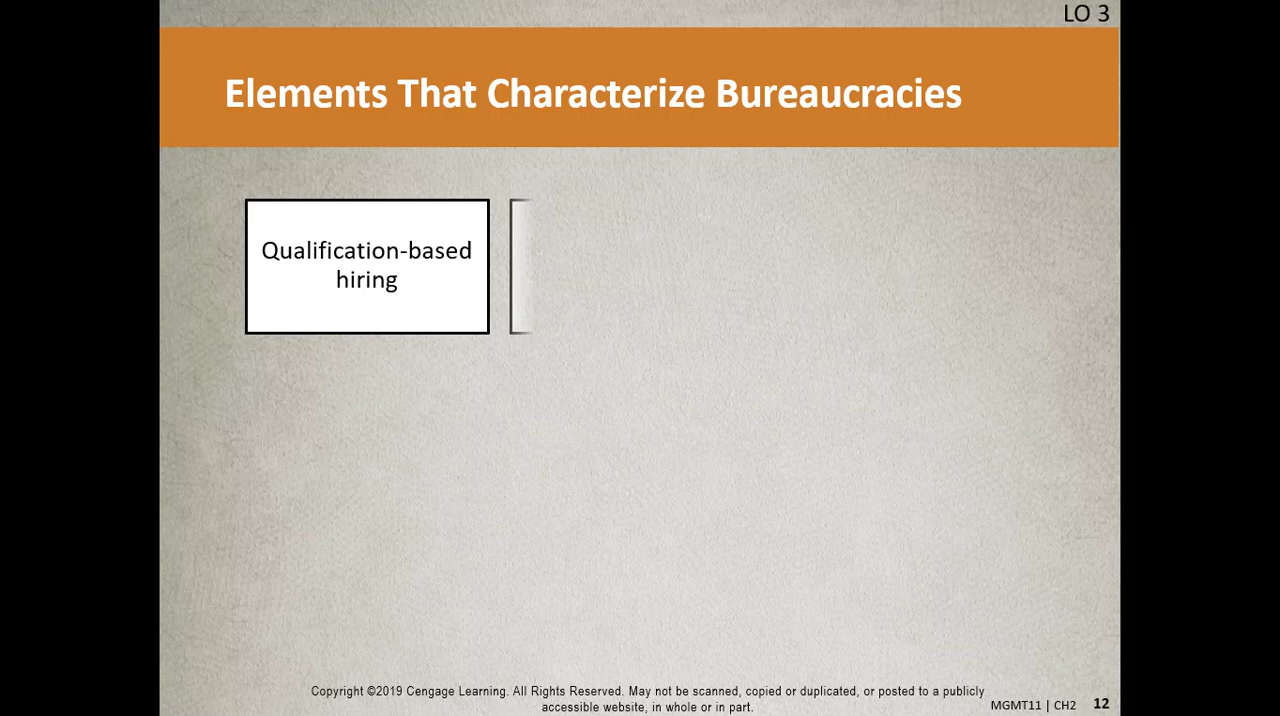 LO 3
Elements That Characterize Bureaucracies
Qualification-based
hiring
Copyright ©2019 Cengage Learning. All Rights Reserved. May not be scanned, copied or duplicated, or posted to a publicly
accessible website, in whole or in part.
MGMT11 | CH2 12